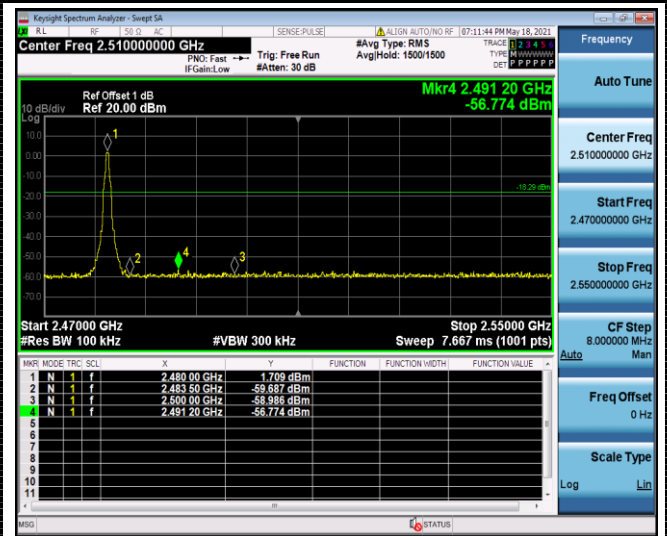 Keysight Spectrum Analyzer - Swept SA
RL RF 50 Ω AC SENSE:PULSE ALIGN AUTO/NO RF 07:11:44 PM May 18, 2021
Center Freq 2.510000000 GHz
PNO: Fast
IFGain:Low
Trig: Free Run
#Atten: 30 dB
#Avg Type: RMS
Avg|Hold: 1500/1500
TRACE 1 2 3 4 5 6
TYPE M W W W W W
DET P P P P P P
Ref Offset 1 dB
Ref 20.00 dBm
10 dB/div
Log
Mkr4 2.491 20 GHz
-56.774 dBm
10.0
0.00
-10.0
-20.0
-30.0
-40.0
-50.0
-60.0
-70.0
1
2
4
3
-18.29 dBm
Start 2.47000 GHz
Stop 2.55000 GHz
#Res BW 100 kHz
#VBW 300 kHz
Sweep 7.667 ms (1001 pts)
MKR MODE TRC SCL X Y FUNCTION FUNCTION WIDTH FUNCTION VALUE
1 N 1 f 2.480 00 GHz 1.709 dBm
2 N 1 f 2.483 50 GHz -59.687 dBm
3 N 1 f 2.500 00 GHz -58.986 dBm
4 N 1 f 2.491 20 GHz -56.774 dBm
5
6
7
8
9
10
11
MSG
STATUS
Frequency
Auto Tune
Center Freq
2.510000000 GHz
Start Freq
2.470000000 GHz
Stop Freq
2.550000000 GHz
CF Step
8.000000 MHz
Auto Man
Freq Offset
0 Hz
Scale Type
Log Lin